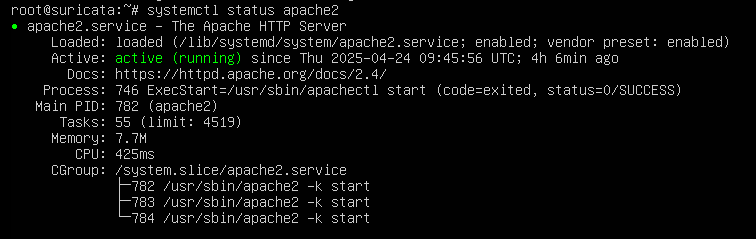 root@suricata:~# systemctl status apache2
● apache2.service – The Apache HTTP Server
Loaded: loaded (/lib/systemd/system/apache2.service; enabled; vendor preset: enabled)
Active: active (running) since Thu 2025-04-24 09:45:56 UTC; 4h 6min ago
Docs: https://httpd.apache.org/docs/2.4/
Process: 746 ExecStart=/usr/sbin/apachectl start (code=exited, status=0/SUCCESS)
Main PID: 782 (apache2)
Tasks: 55 (limit: 4519)
Memory: 7.7M
CPU: 425ms
CGroup: /system.slice/apache2.service
├─782 /usr/sbin/apache2 -k start
├─783 /usr/sbin/apache2 -k start
└─784 /usr/sbin/apache2 -k start